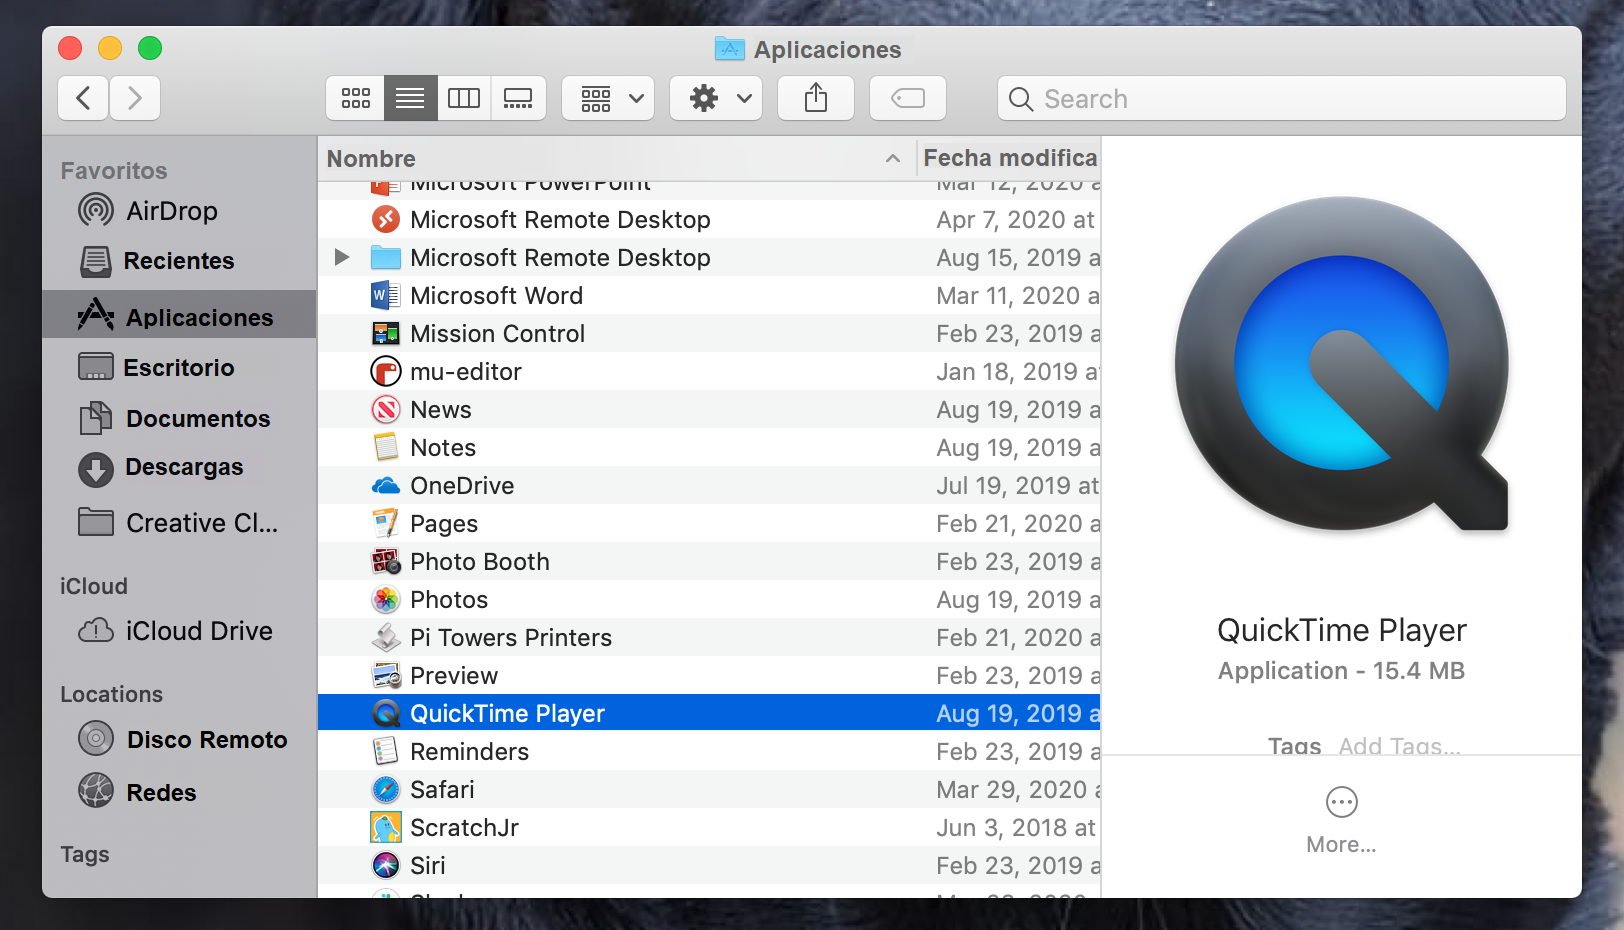 Aplicaciones
Search
Favoritos
AirDrop
Recientes
Aplicaciones
Escritorio
Documentos
Descargas
Creative Cl...
iCloud
iCloud Drive
Locations
Disco Remoto
Redes
Tags
Nombre
Fecha modifica
Microsoft PowerPoint Mar 12, 2020 a
Microsoft Remote Desktop Apr 7, 2020 at
Microsoft Remote Desktop Aug 15, 2019 a
Microsoft Word Mar 11, 2020 a
Mission Control Feb 23, 2019 a
mu-editor Jan 18, 2019 a
News Aug 19, 2019 a
Notes Aug 19, 2019 a
OneDrive Jul 19, 2019 at
Pages Feb 21, 2020 a
Photo Booth Feb 23, 2019 a
Photos Aug 19, 2019 a
Pi Towers Printers Feb 21, 2020 a
Preview Feb 23, 2019 a
QuickTime Player Aug 19, 2019 a
Reminders Feb 23, 2019 a
Safari Mar 29, 2020 a
ScratchJr Jun 3, 2018 at
Siri Feb 23, 2019 a
QuickTime Player
Application - 15.4 MB
Tags Add Tags...
More...